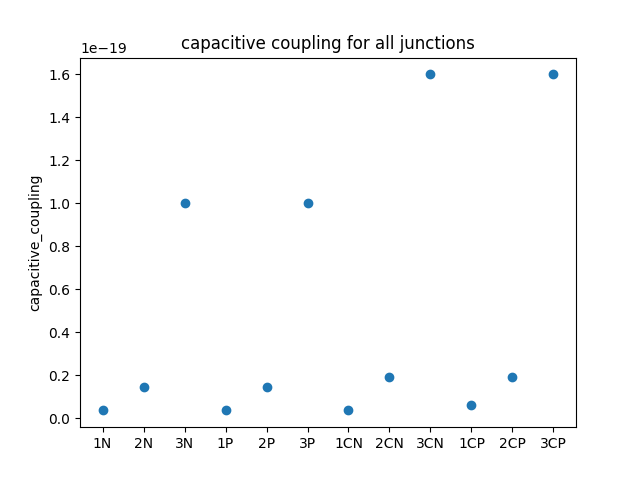 capacitive coupling for all junctions
1e−19
1.6
1.4
1.2
1.0
0.8
0.6
0.4
0.2
0.0
capacitive_coupling
1N 2N 3N 1P 2P 3P 1CN 2CN 3CN 1CP 2CP 3CP